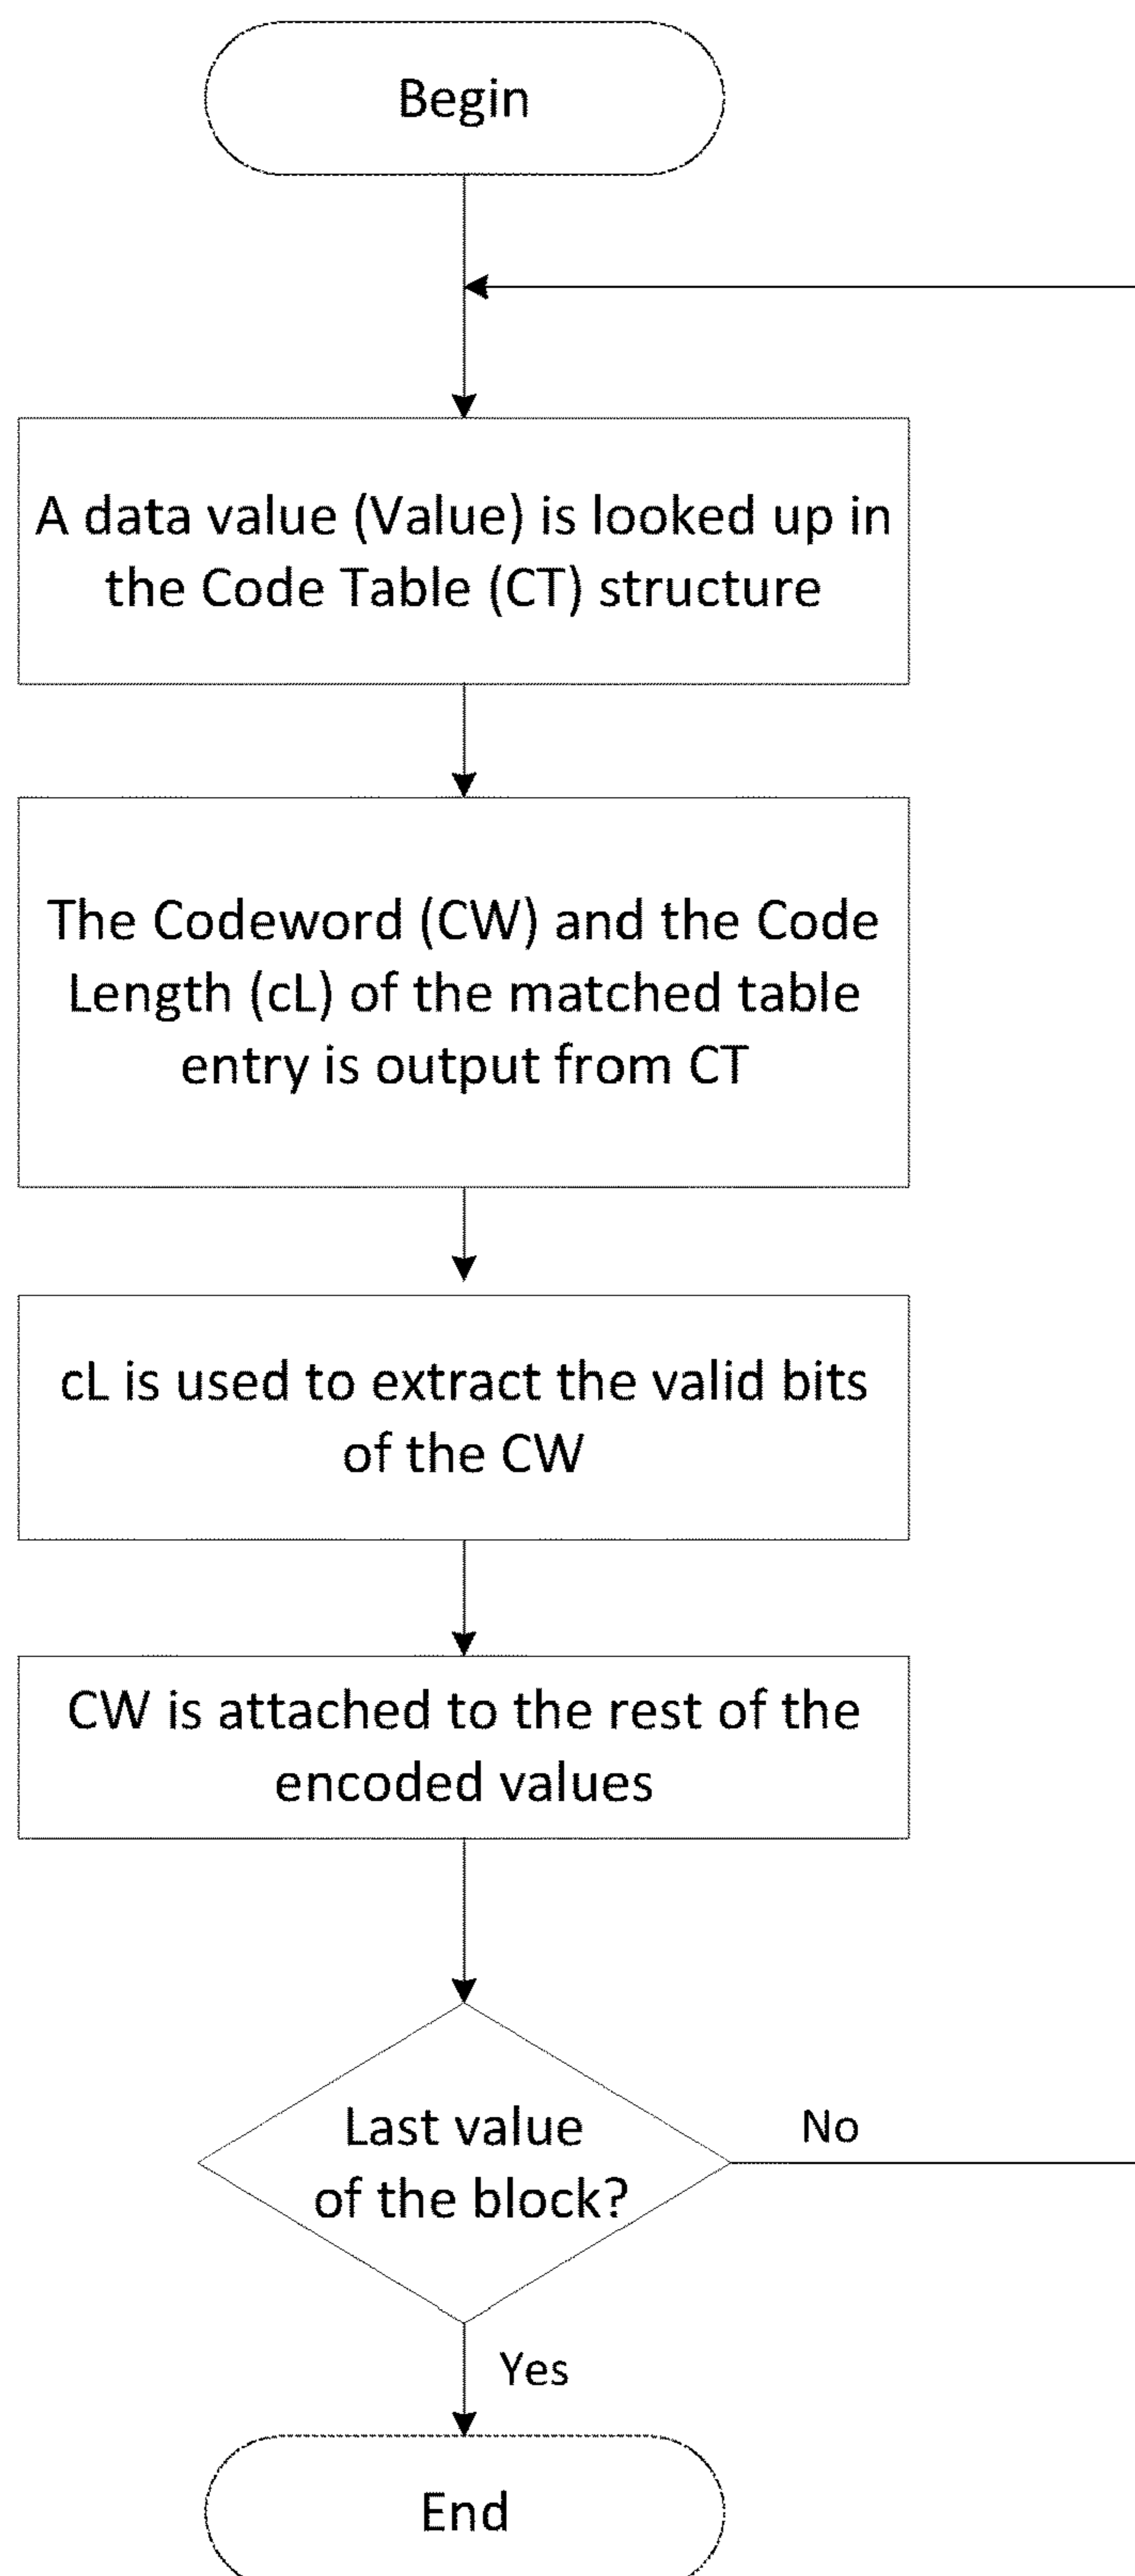 Begin
A data value (Value) is looked up in
the Code Table (CT) structure
The Codeword (CW) and the Code
Length (cL) of the matched table
entry is output from CT
cL is used to extract the valid bits
of the CW
CW is attached to the rest of the
encoded values
Last value
of the block?
No
Yes
End